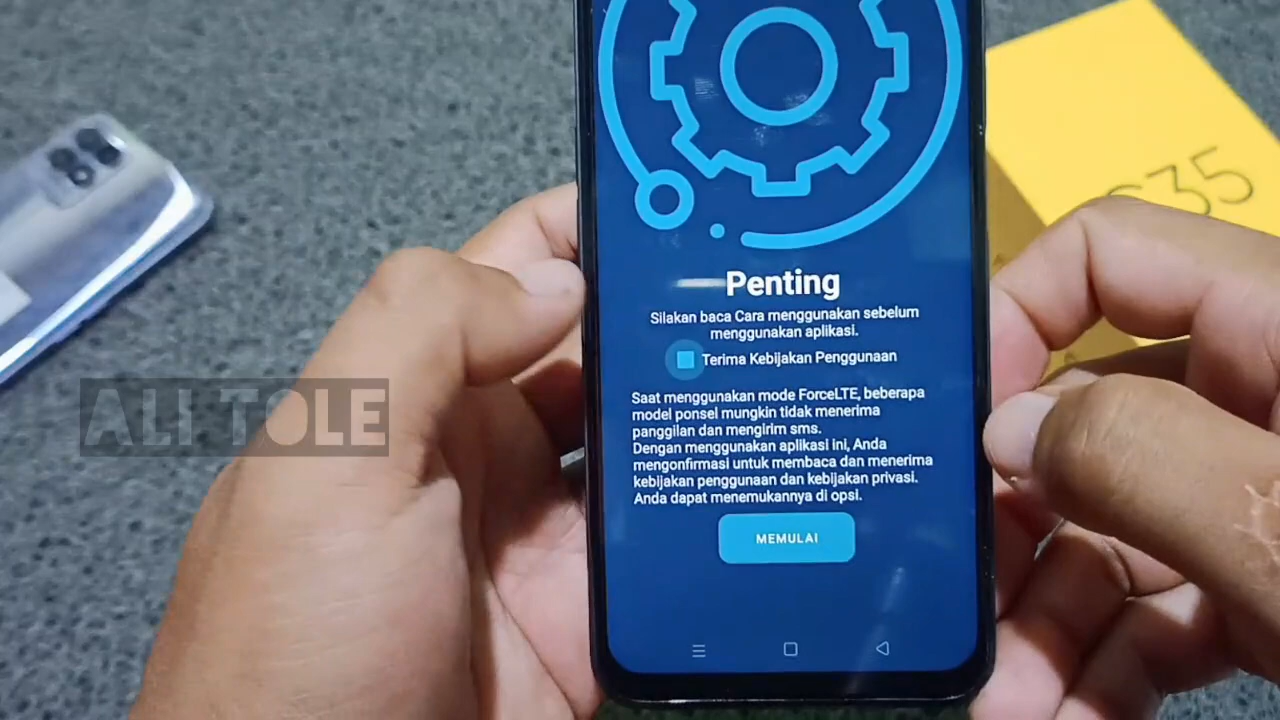 Penting
Silakan baca Cara menggunakan sebelum
menggunakan aplikasi.
Terima Kebijakan Penggunaan
Saat menggunakan mode ForceLTE, beberapa
model ponsel mungkin tidak menerima
panggilan dan mengirim sms.
Dengan menggunakan aplikasi ini, Anda
mengonfirmasi untuk membaca dan menerima
kebijakan penggunaan dan kebijakan privasi.
Anda dapat menemukannya di opsi.
MEMULAI
ALI TOLE